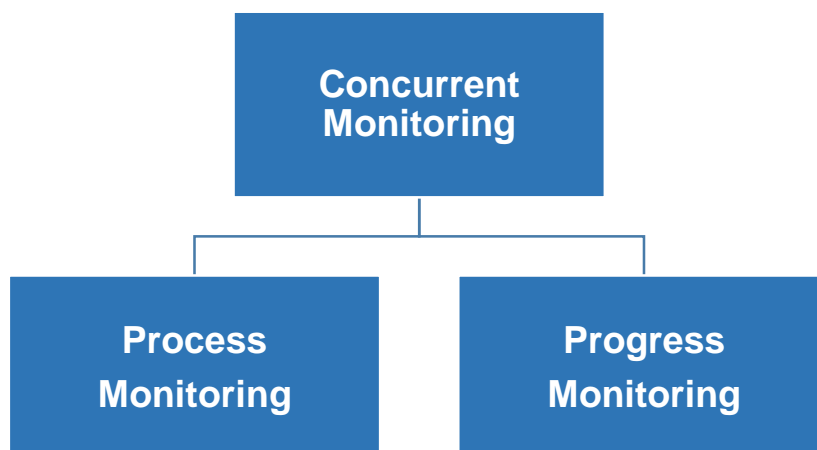 Concurrent
Monitoring
Process
Monitoring
Progress
Monitoring